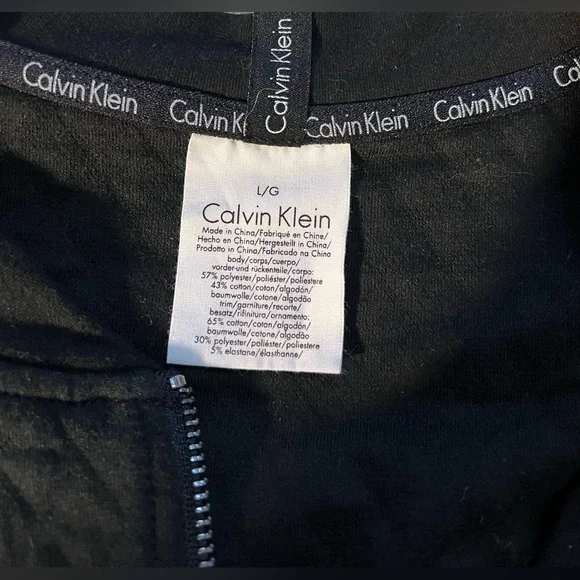 Calvin Klein
Calvin Klein
Calvin K
Calvin Klein
Calvin Klein
Ca
L/G
Calvin Klein
Made in China/Fabriqué en Chine/
Hecho en China/Hergestellt in China/
Prodotto in China/Fabricado na China
body/corps/cuerpo/
vorder-und rückenteile/corpo:
57% polyester/poliéster/poliestere
43% cotton/coton/algodón/
baumwolle/cotone/algodão
trim/garniture/recorte/
besatz/rifinitura/ornamento:
65% cotton/coton/algodón/
baumwolle/cotone/algodão
30% polyester/poliéster/poliestere
5% elastane/élasthanne/